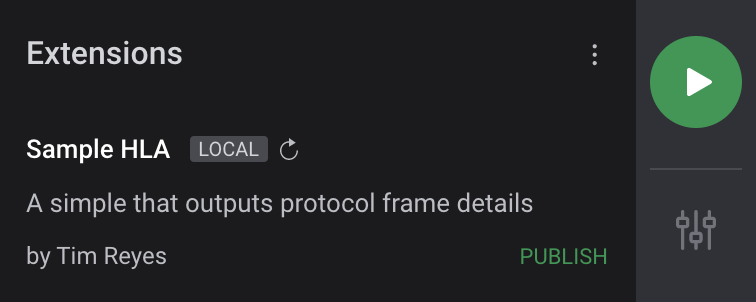 Extensions
Sample HLA LOCAL
A simple that outputs protocol frame details
by Tim Reyes PUBLISH